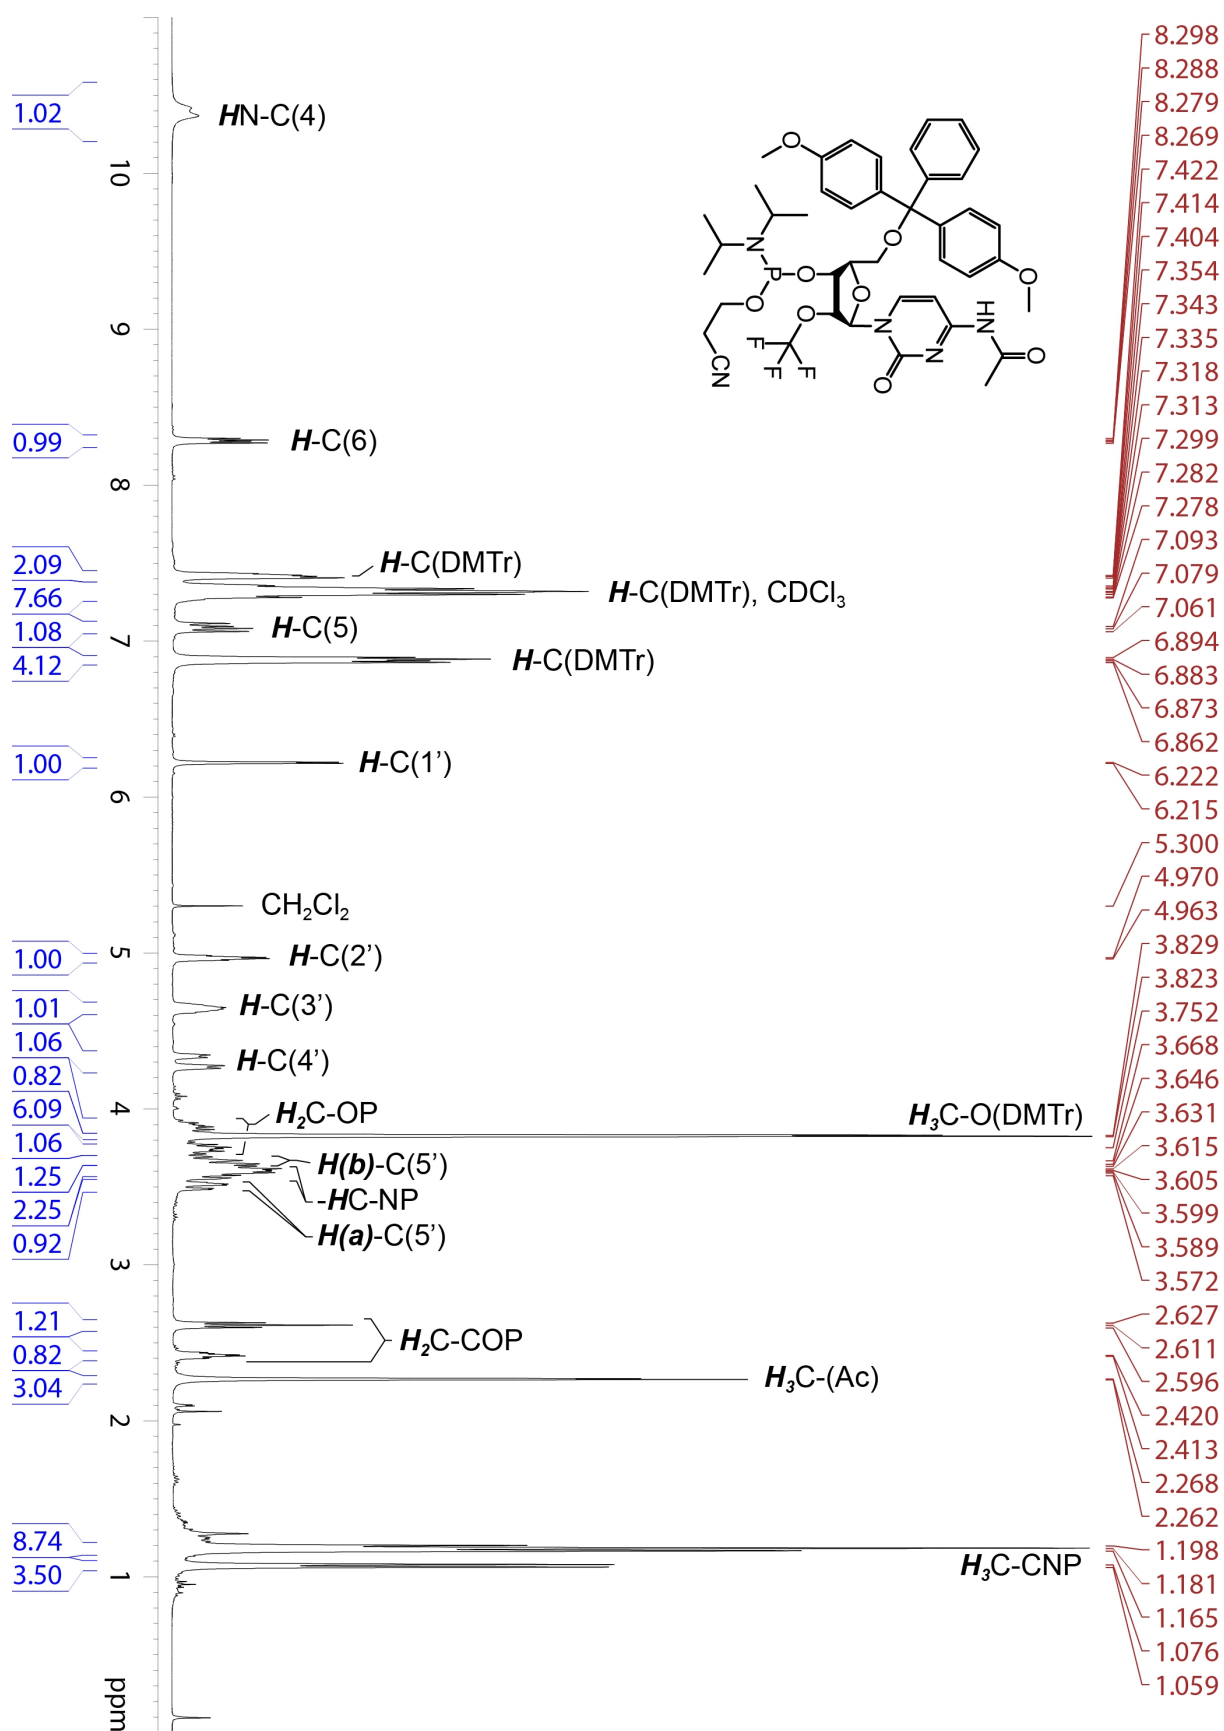 1.02
0.99
2.09
7.66
1.08
4.12
1.00
1.00
1.01
1.06
0.82
6.09
1.06
1.25
2.25
0.92
1.21
0.82
3.04
8.74
3.50
10
9
8
7
6
5
4
3
2
1
ppm
HN-C(4)
H-C(6)
H-C(DMTr)
H-C(DMTr), CDCl3
H-C(5)
H-C(DMTr)
H-C(1')
CH2Cl2
H-C(2')
H-C(3')
H-C(4')
H2C-OP
H3C-O(DMTr)
H(b)-C(5')
-HC-NP
H(a)-C(5')
H2C-COP
H3C-(Ac)
H3C-CNP
O
O
N
P
O
O
O
O
O
F
F
F
CN
N
N
O
H
N
O
8.298
8.288
8.279
8.269
7.422
7.414
7.404
7.354
7.343
7.335
7.318
7.313
7.299
7.282
7.278
7.093
7.079
7.061
6.894
6.883
6.873
6.862
6.222
6.215
5.300
4.970
4.963
3.829
3.823
3.752
3.668
3.646
3.631
3.615
3.605
3.599
3.589
3.572
2.627
2.611
2.596
2.420
2.413
2.268
2.262
1.198
1.181
1.165
1.076
1.059